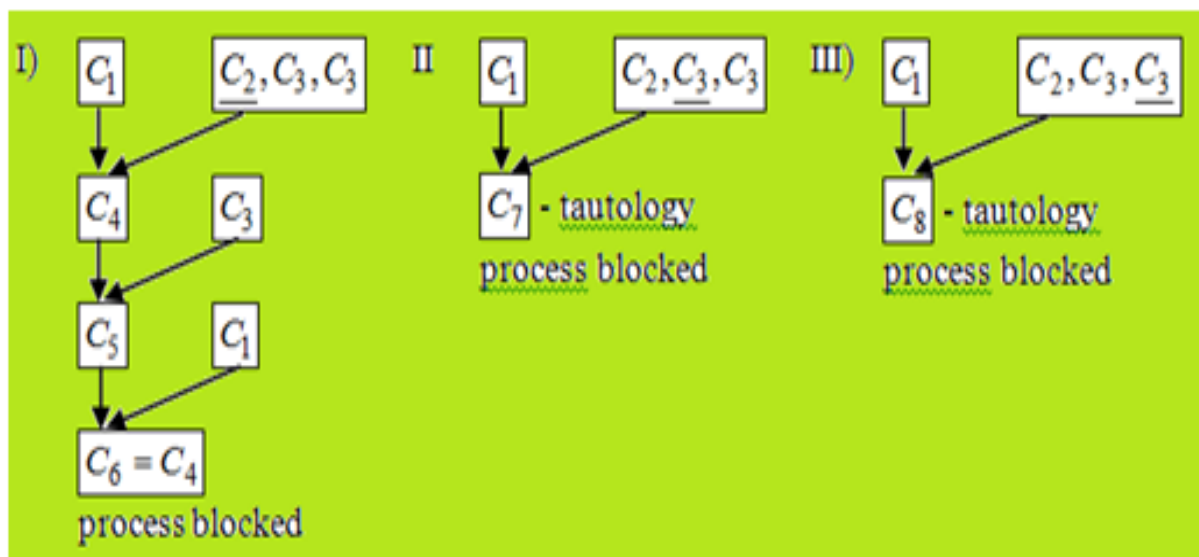 I) C₁ C₂, C₃, C₃
C₄ C₃
C₅ C₁
C₆ = C₄
process blocked
II C₁ C₂, C₃, C₃
C₇ - tautology
process blocked
III) C₁ C₂, C₃, C₃
C₈ - tautology
process blocked